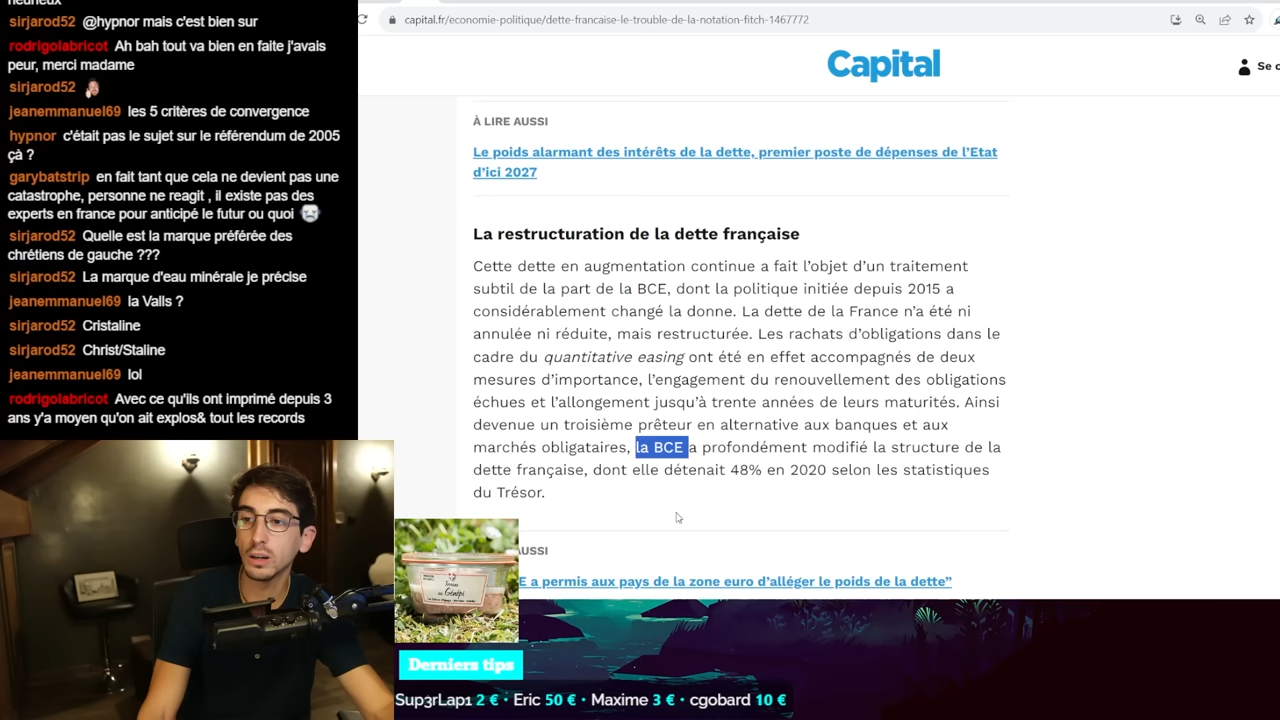 heureux
sirjarod52 @hypnor mais c'est bien sur
rodrigolabricot Ah bah tout va bien en faite j'avais
peur, merci madame
sirjarod52
jeanemmanuel69 les 5 critères de convergence
hypnor c'était pas le sujet sur le référendum de 2005
çà ?
garybatstrip en fait tant que cela ne devient pas une
catastrophe, personne ne reagit , il existe pas des
experts en france pour anticipé le futur ou quoi
sirjarod52 Quelle est la marque préférée des
chrétiens de gauche ???
sirjarod52 La marque d'eau minérale je précise
jeanemmanuel69 la Valls ?
sirjarod52 Cristaline
sirjarod52 Christ/Staline
jeanemmanuel69 lol
rodrigolabricot Avec ce qu'ils ont imprimé depuis 3
ans y'a moyen qu'on ait explos& tout les records
capital.fr/economie-politique/dette-francaise-le-trouble-de-la-notation-fitch-1467772
Capital
Se c
À LIRE AUSSI
Le poids alarmant des intérêts de la dette, premier poste de dépenses de l'Etat
d'ici 2027
La restructuration de la dette française
Cette dette en augmentation continue a fait l'objet d'un traitement
subtil de la part de la BCE, dont la politique initiée depuis 2015 a
considérablement changé la donne. La dette de la France n'a été ni
annulée ni réduite, mais restructurée. Les rachats d'obligations dans le
cadre du quantitative easing ont été en effet accompagnés de deux
mesures d'importance, l'engagement du renouvellement des obligations
échues et l'allongement jusqu'à trente années de leurs maturités. Ainsi
devenue un troisième prêteur en alternative aux banques et aux
marchés obligataires, la BCE a profondément modifié la structure de la
dette française, dont elle détenait 48% en 2020 selon les statistiques
du Trésor.
AUSSI
E a permis aux pays de la zone euro d'alléger le poids de la dette”
Terrine
au Génépi
Derniers tips
Sup3rLap1 2 € • Eric 50 € • Maxime 3 € • cgobard 10 €